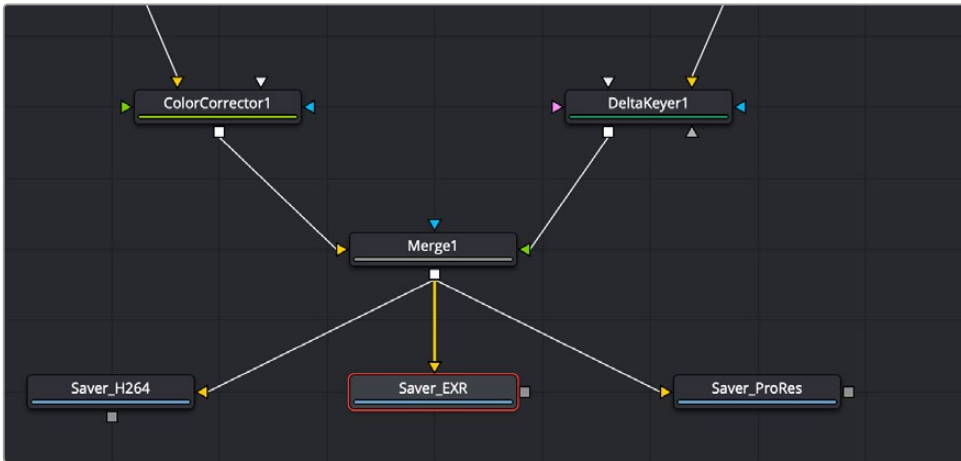 ColorCorrector1
DeltaKeyer1
Merge1
Saver_H264
Saver_EXR
Saver_ProRes